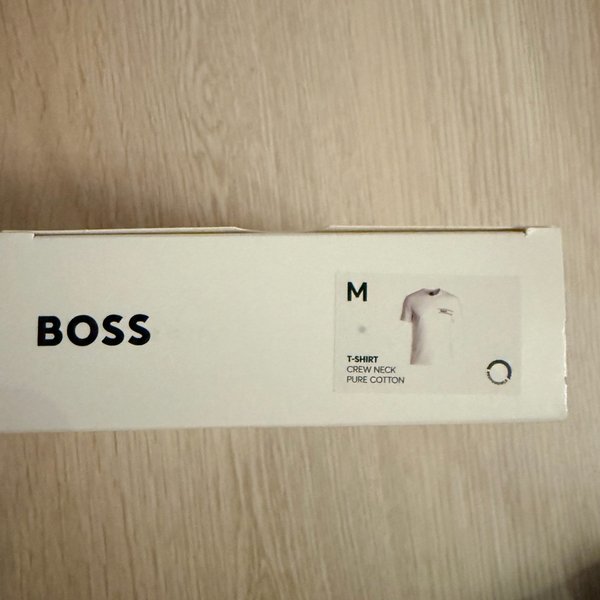 BOSS
M
T-SHIRT
CREW NECK
PURE COTTON